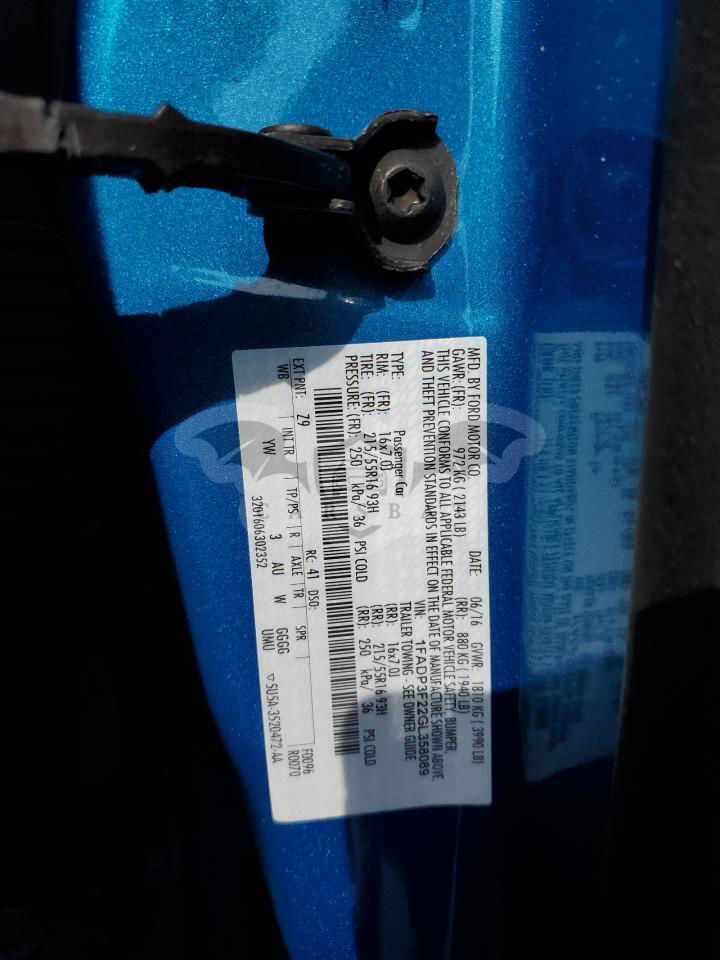 MFD. BY FORD MOTOR CO. DATE: 06/16 GVWR: 1810 KG ( 3990 LB)
GAWR: (FR): 972 KG ( 2143 LB) (RR): 880 KG ( 1940 LB)
THIS VEHICLE CONFORMS TO ALL APPLICABLE FEDERAL MOTOR VEHICLE SAFETY, BUMPER,
AND THEFT PREVENTION STANDARDS IN EFFECT ON THE DATE OF MANUFACTURE SHOWN ABOVE.
VIN: 1FADP3F22GL358089
TYPE: Passenger Car TRAILER TOWING - SEE OWNER GUIDE
RIM: (FR): 16x7.0J (RR): 16x7.0J
TIRE: (FR): 215/55R16 93H (RR): 215/55R16 93H
PRESSURE: (FR): 250 kPa/ 36 PSI COLD (RR): 250 kPa/ 36 PSI COLD
EXT PNT: Z9 RC: 41 DSO: F0096
WB INT TR TP/PS R AXLE TR SPR R0070
YW 3 AU W GGGG
UMU
3201606302352 ▽ 5U5A-3520472-AA
B